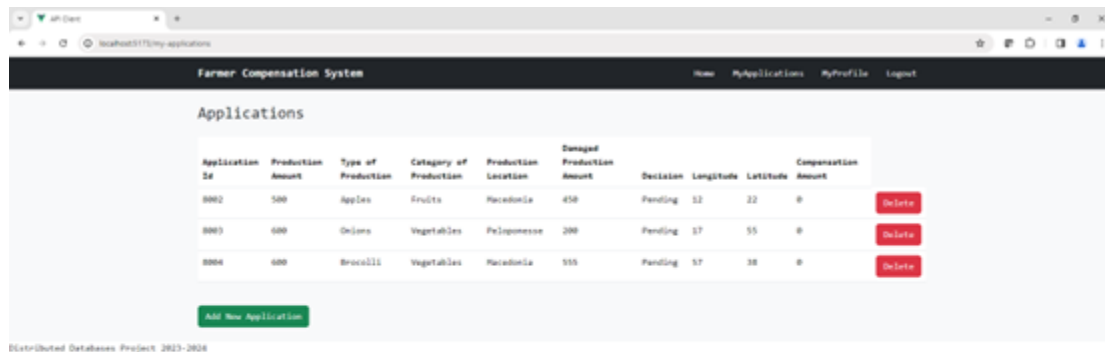 API Client
localhost:5173/my-applications
Farmer Compensation System Home MyApplications MyProfile Logout
Applications
Application Id Production Amount Type of Production Category of Production Production Location Damaged Production Amount Decision Longitude Latitude Compensation Amount
8002 500 Apples Fruits Macedonia 450 Pending 12 22 0 Delete
8003 600 Onions Vegetables Peloponesse 200 Pending 17 55 0 Delete
8004 600 Brocolli Vegetables Macedonia 555 Pending 57 38 0 Delete
Add New Application
Distributed Databases Project 2023-2024